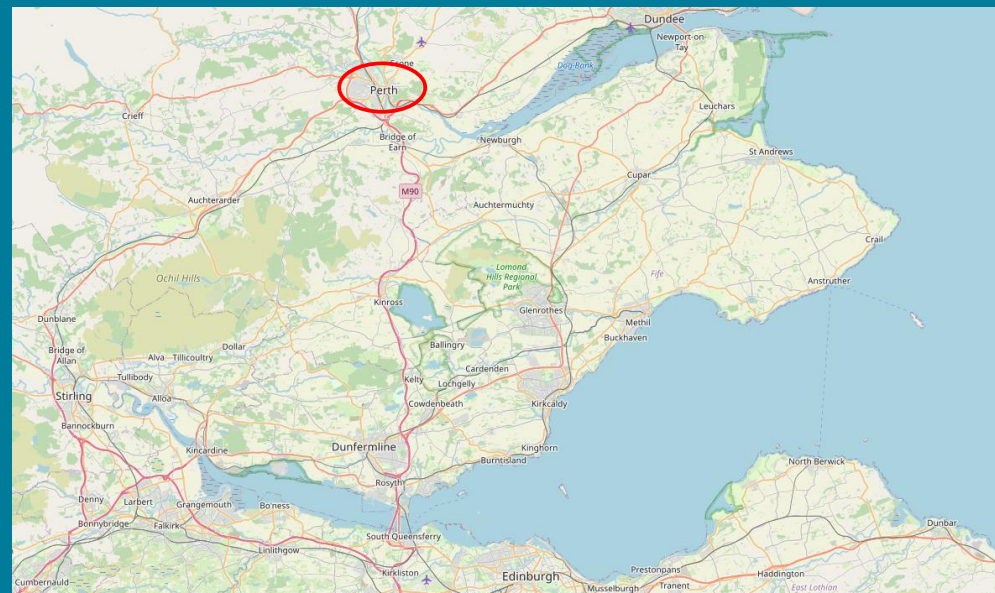 Dundee
Newport-on-
Tay
Scone
Dog Bank
Perth
Leuchars
Crieff
Bridge of
Earn
Newburgh
St Andrews
Cupar
M90
Auchterarder
Auchtermuchty
Crail
Fife
Lomond
Hills Regional
Park
Ochil Hills
Anstruther
Kinross
Glenrothes
Dunblane
Methil
Buckhaven
Bridge of
Allan
Alva
Tillicoultry
Dollar
Ballingry
Cardenden
Tullibody
Kelty
Lochgelly
Stirling
Alloa
Cowdenbeath
Kirkcaldy
Bannockburn
Kincardine
Dunfermline
Kinghorn
Burntisland
North Berwick
Rosyth
Denny
Larbert
Grangemouth
Bo'ness
Bonnybridge
Falkirk
Dunbar
South Queensferry
Linlithgow
Kirkliston
Edinburgh
Prestonpans
Haddington
Cumbernauld
Musselburgh
Tranent
East Lothian